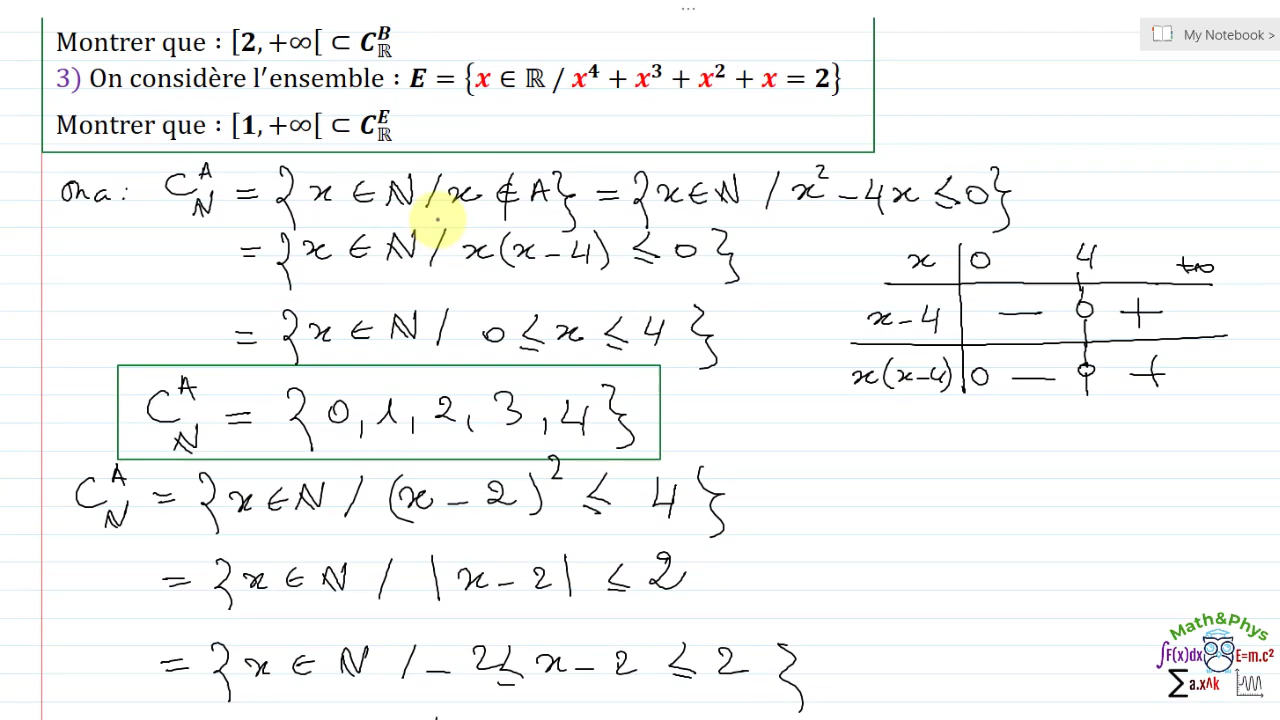 ...
My Notebook >
Montrer que : [2, +∞[ ⊂ C_ℝ^B
3) On considère l'ensemble : E = {x ∈ ℝ / x⁴ + x³ + x² + x = 2}
Montrer que : [1, +∞[ ⊂ C_ℝ^E
On a : C_ℕ^A = {x ∈ ℕ / x ∉ A} = {x ∈ ℕ / x² - 4x ≤ 0}
= {x ∈ ℕ / x(x - 4) ≤ 0}
x | 0 4 +∞
x - 4 | — 0 +
x(x-4) | 0 — 0 +
= {x ∈ ℕ / 0 ≤ x ≤ 4}
C_ℕ^A = {0, 1, 2, 3, 4}
C_ℕ^A = {x ∈ ℕ / (x - 2)² ≤ 4}
= {x ∈ ℕ / |x - 2| ≤ 2
= {x ∈ ℕ / -2 ≤ x - 2 ≤ 2}
Math&Phys
∫F(x)dx E=m.c²
∑a.x^k